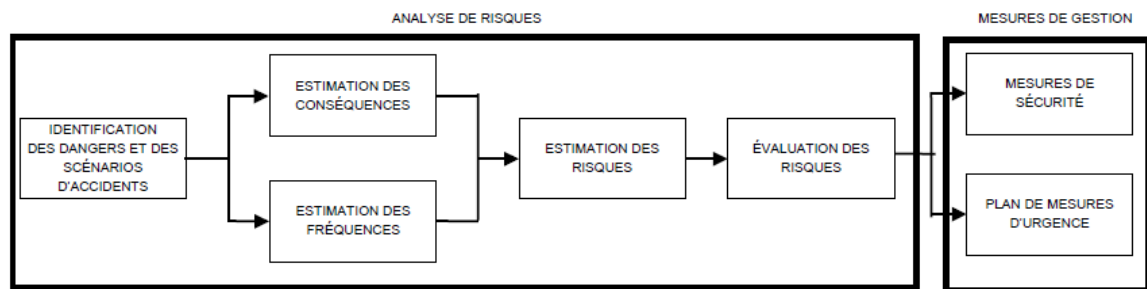 ANALYSE DE RISQUES
MESURES DE GESTION
IDENTIFICATION
DES DANGERS ET DES
SCÉNARIOS
D'ACCIDENTS
ESTIMATION DES
CONSÉQUENCES
ESTIMATION DES
FRÉQUENCES
ESTIMATION DES
RISQUES
ÉVALUATION DES
RISQUES
MESURES DE
SÉCURITÉ
PLAN DE MESURES
D'URGENCE